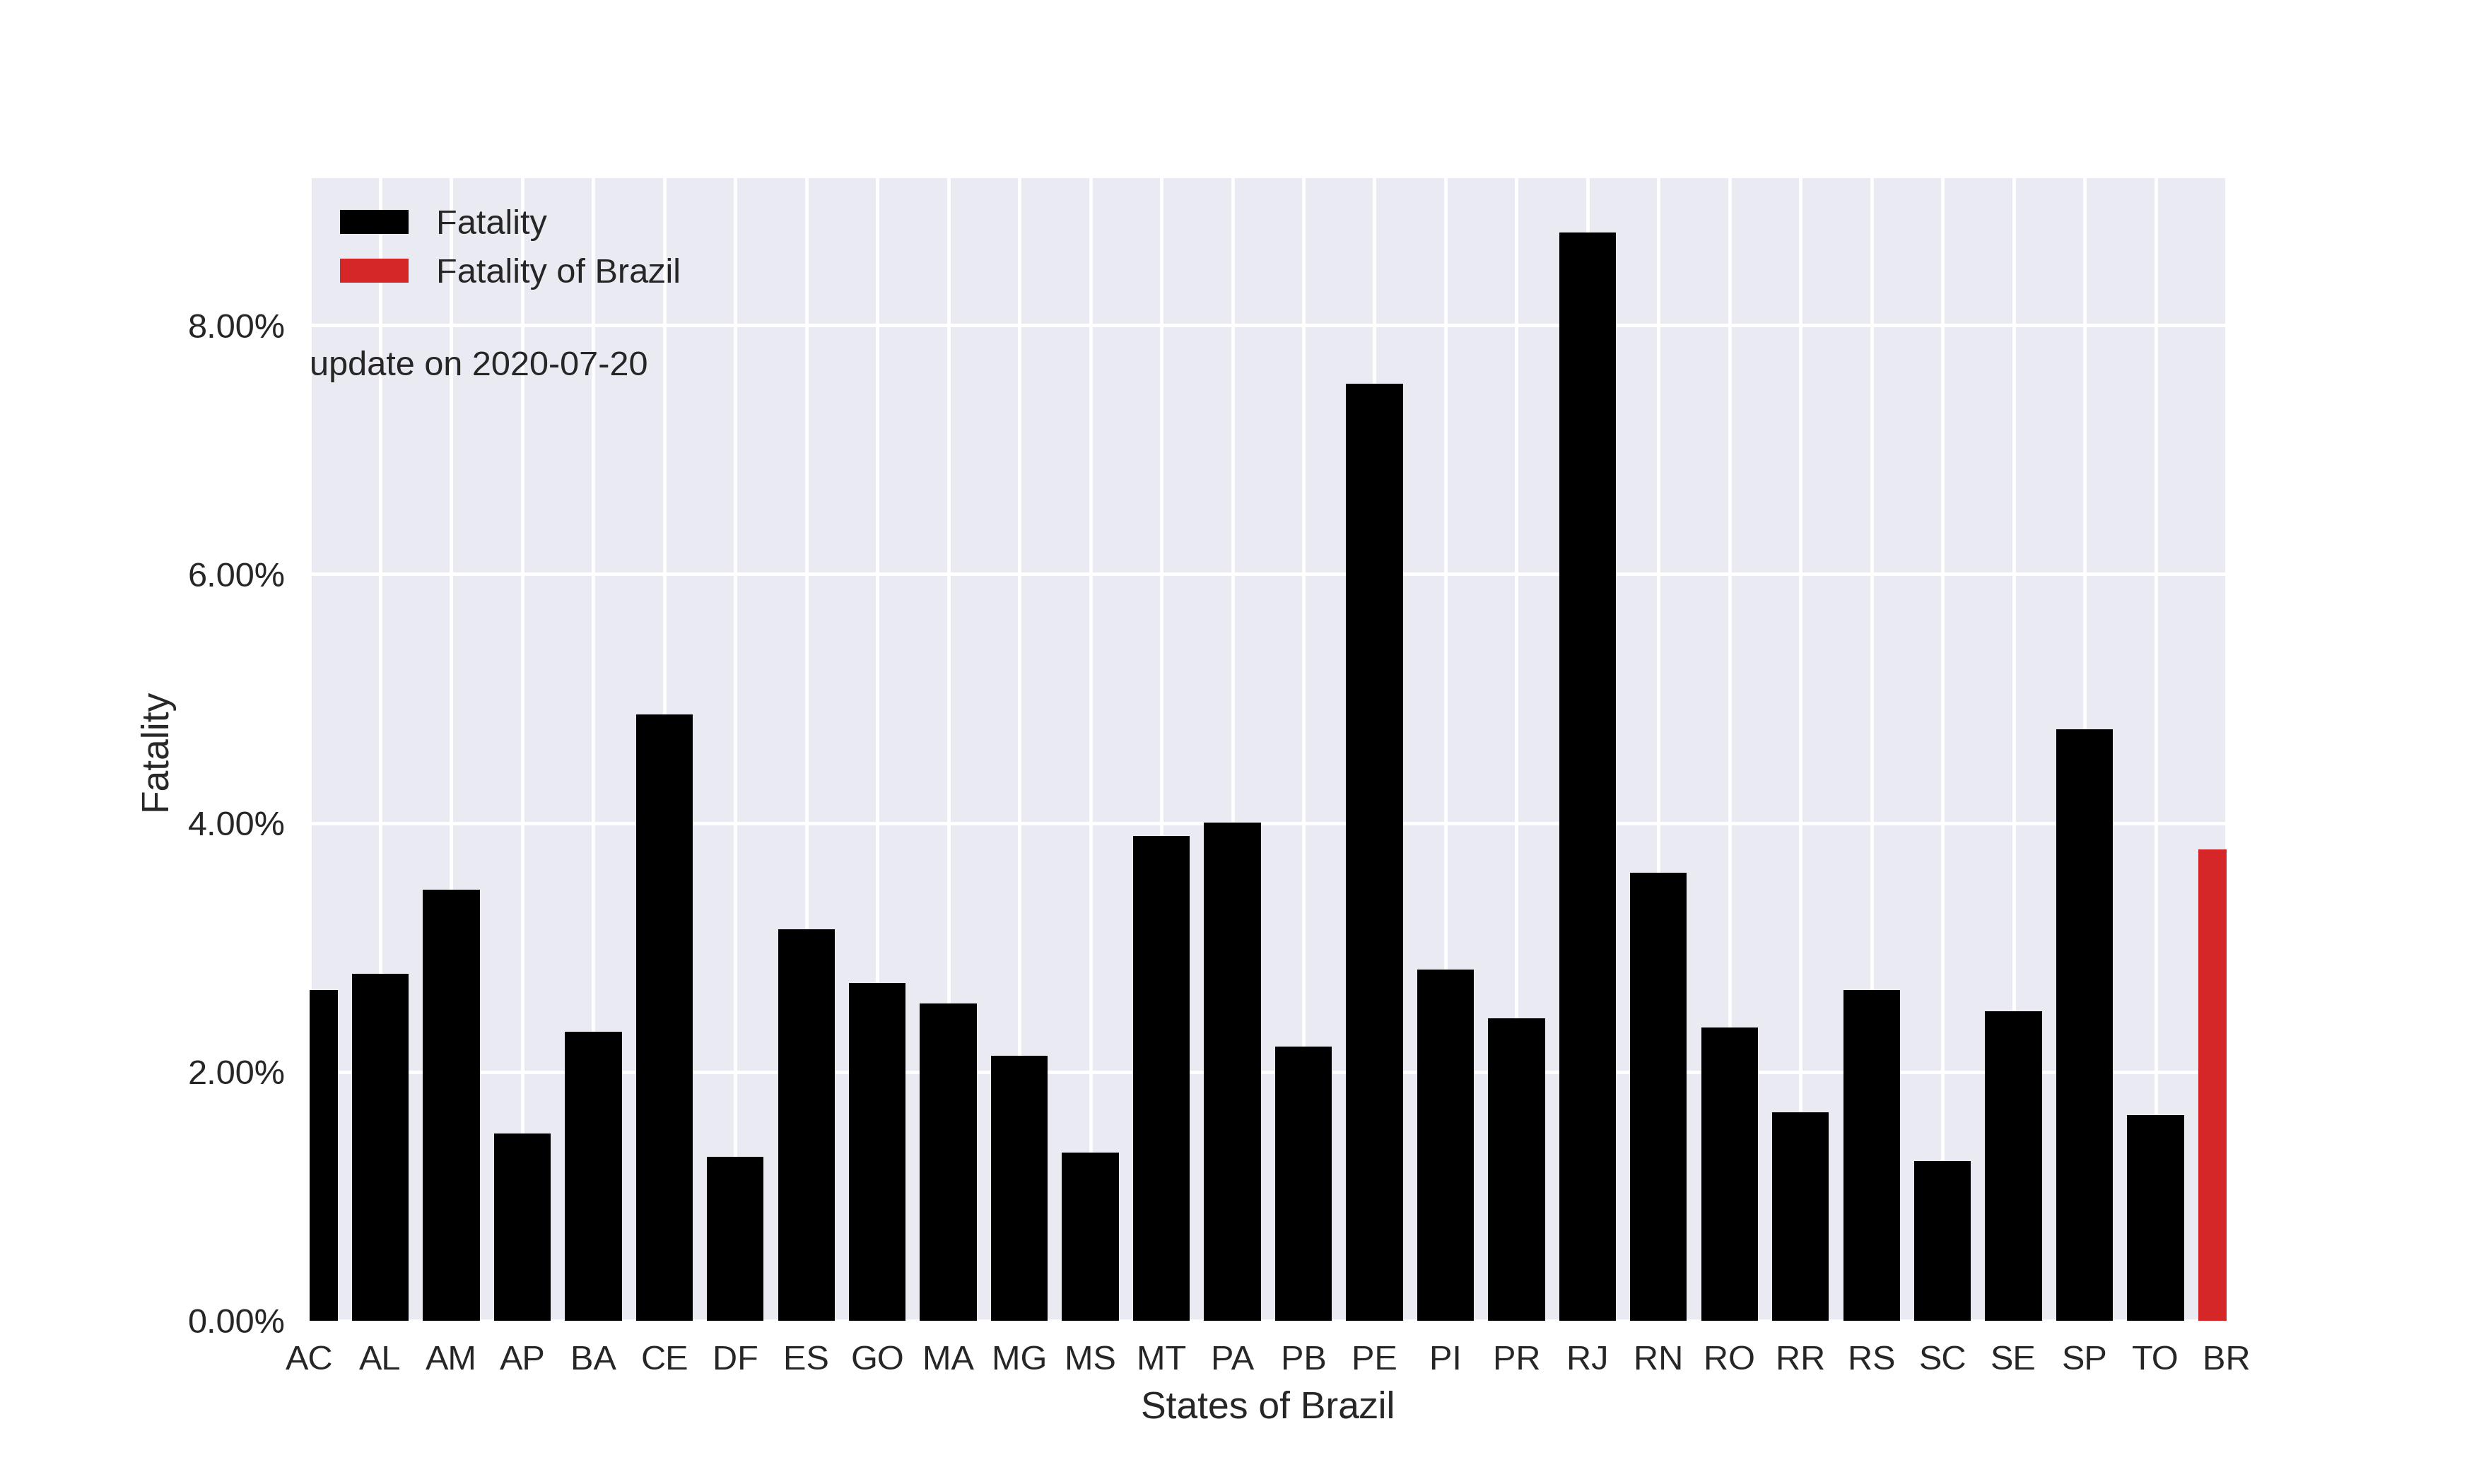 Fatality
Fatality of Brazil
8.00%
update on 2020-07-20
6.00%
Fatality
4.00%
2.00%
0.00%
AC AL AM AP BA CE DF ES GO MA MG MS MT PA PB PE PI PR RJ RN RO RR RS SC SE SP TO BR
States of Brazil